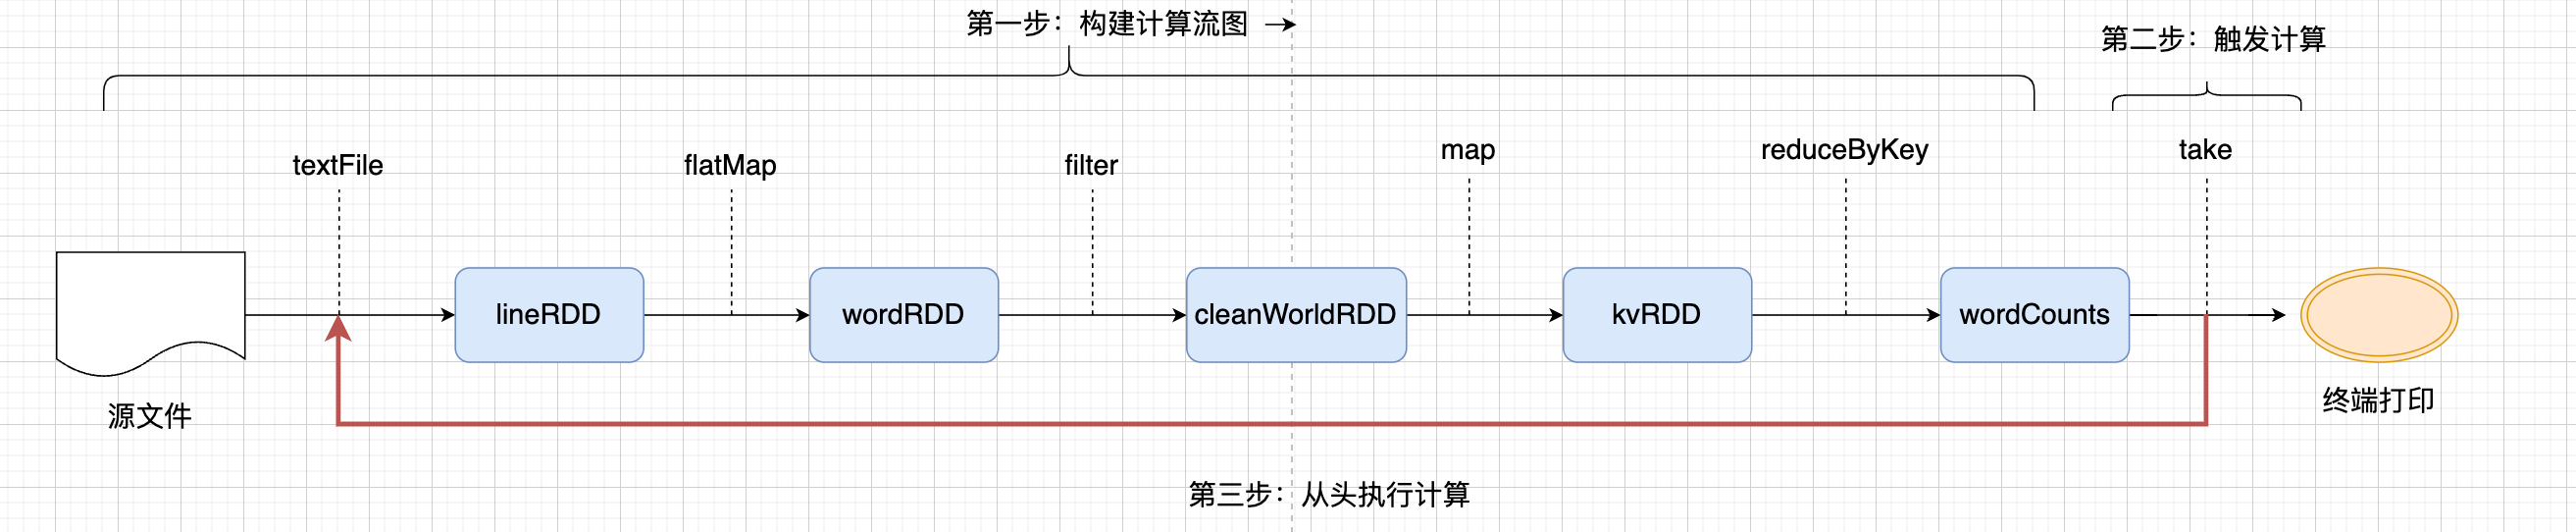 第一步：构建计算流图
第二步：触发计算
textFile
flatMap
filter
map
reduceByKey
take
lineRDD
wordRDD
cleanWorldRDD
kvRDD
wordCounts
源文件
终端打印
第三步：从头执行计算